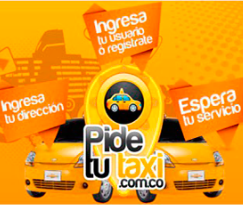 Ingresa
tu usuario
o regístrate
Ingresa
tu dirección
Espera
tu servicio
Pide
tu taxi
.com.co